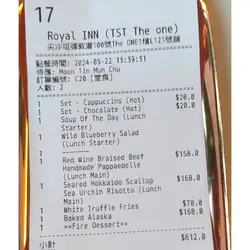 17
Royal INN (TST The one)
尖沙咀彌敦道100號The ONE1樓L121號舖
點餐時間: 2024-05-22 13:39:31
侍應: Moon Tin Mun Chu
訂單號: C20 [堂食]
人數: 2
1 Set - Cappuccino (Hot) $20.0
1 Set - Chocolate (Hot) $20.0
1 Soup of The Day (Lunch
Starter)
1 Wild Blueberry Salad
(Lunch Starter)
1 -----------
1 Red Wine Braised Beef $158.0
Handmade Pappaedelle
(Lunch Main)
1 Seared Hokkaido Scallop $168.0
Sea Urchin Risotto (Lunch
Main)
1 White Truffle Fries $78.0
1 Baked Alaska $168.0
1 **Fire Dessert**
小計 $612.0